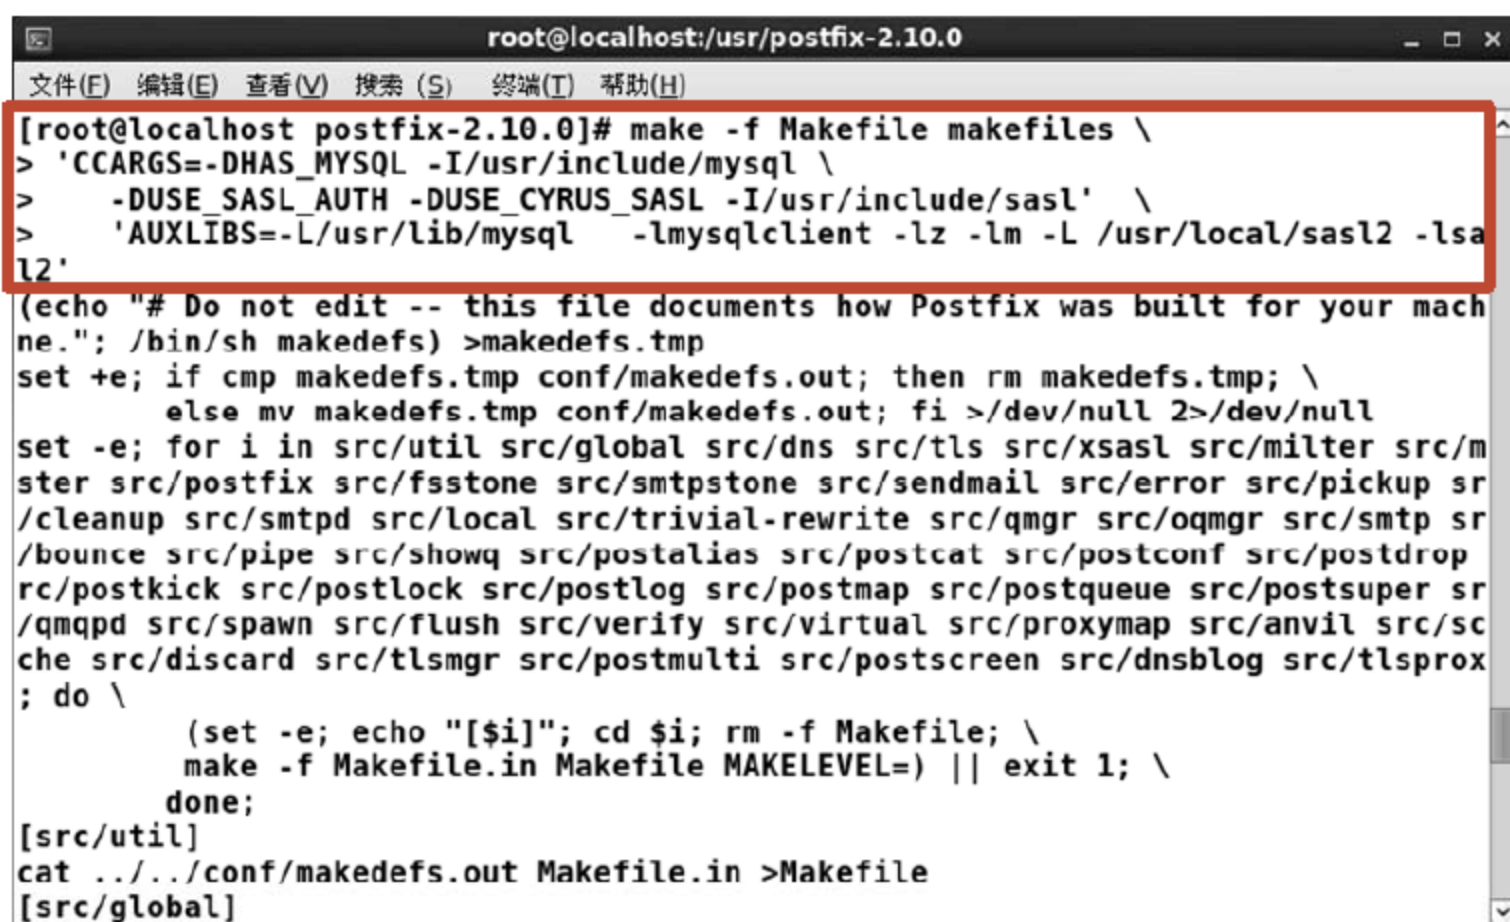 root@localhost:/usr/postfix-2.10.0
文件(F) 编辑(E) 查看(V) 搜索 (S) 终端(T) 帮助(H)
[root@localhost postfix-2.10.0]# make -f Makefile makefiles \
> 'CCARGS=-DHAS_MYSQL -I/usr/include/mysql \
>    -DUSE_SASL_AUTH -DUSE_CYRUS_SASL -I/usr/include/sasl'  \
>    'AUXLIBS=-L/usr/lib/mysql   -lmysqlclient -lz -lm -L /usr/local/sasl2 -lsa
l2'
(echo "# Do not edit -- this file documents how Postfix was built for your mach
ne."; /bin/sh makedefs) >makedefs.tmp
set +e; if cmp makedefs.tmp conf/makedefs.out; then rm makedefs.tmp; \
        else mv makedefs.tmp conf/makedefs.out; fi >/dev/null 2>/dev/null
set -e; for i in src/util src/global src/dns src/tls src/xsasl src/milter src/m
ster src/postfix src/fsstone src/smtpstone src/sendmail src/error src/pickup sr
/cleanup src/smtpd src/local src/trivial-rewrite src/qmgr src/oqmgr src/smtp sr
/bounce src/pipe src/showq src/postalias src/postcat src/postconf src/postdrop
rc/postkick src/postlock src/postlog src/postmap src/postqueue src/postsuper sr
/qmqpd src/spawn src/flush src/verify src/virtual src/proxymap src/anvil src/sc
che src/discard src/tlsmgr src/postmulti src/postscreen src/dnsblog src/tlsprox
; do \
         (set -e; echo "[$i]"; cd $i; rm -f Makefile; \
         make -f Makefile.in Makefile MAKELEVEL=) || exit 1; \
        done;
[src/util]
cat ../../conf/makedefs.out Makefile.in >Makefile
[src/global]